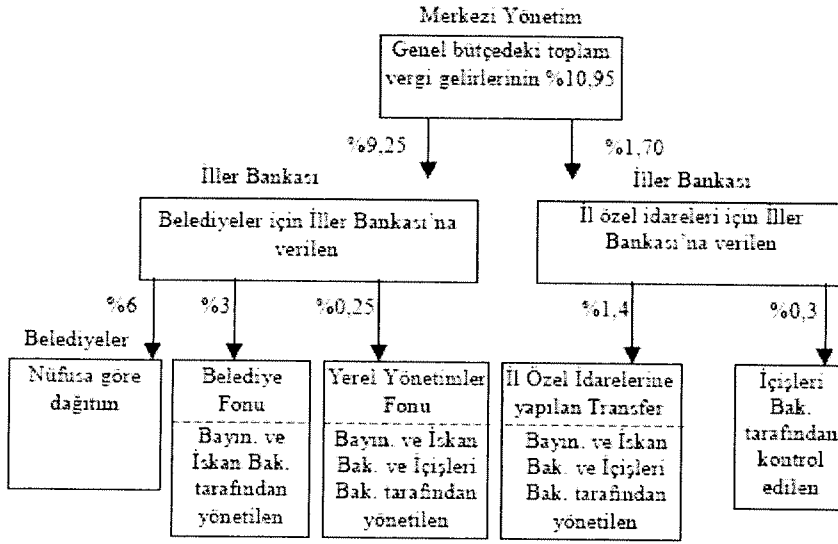 Merkezi Yönetim
Genel bütçedeki toplam
vergi gelirlerinin %10,95
%9,25
%1,70
İller Bankası
Belediyeler için İller Bankası'na
verilen
İller Bankası
İl özel idareleri için İller
Bankası'na verilen
%6
%3
%0,25
%1,4
%0,3
Belediyeler
Nüfusa göre
dağıtım
Belediye
Fonu
Bayın. ve
İskan Bak.
tarafından
yönetilen
Yerel Yönetimler
Fonu
Bayın. ve İskan
Bak. ve İçişleri
Bak. tarafından
yönetilen
İl Özel İdarelerine
yapılan Transfer
Bayın. ve İskan
Bak. ve İçişleri
Bak. tarafından
yönetilen
İçişleri
Bak.
tarafından
kontrol
edilen